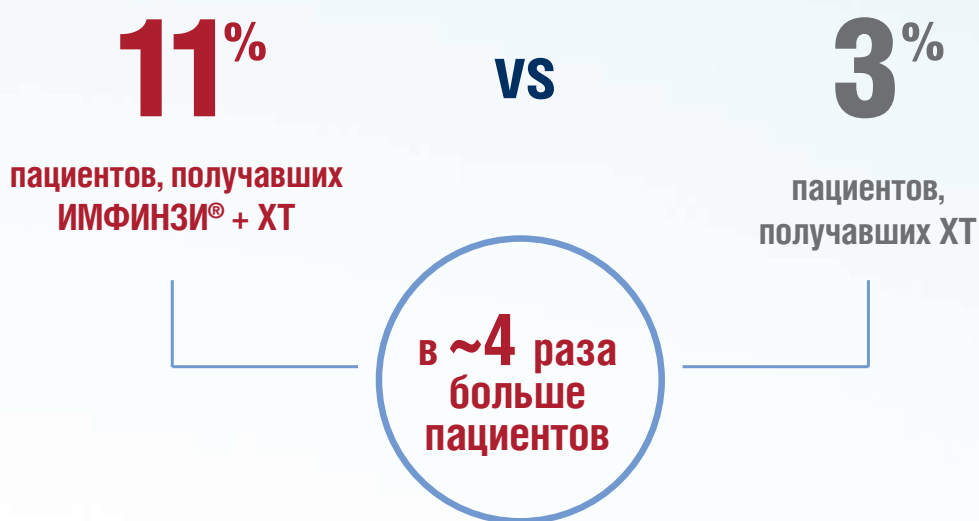 11%
пациентов, получавших
ИМФИНЗИ® + ХТ
vs
3%
пациентов,
получавших ХТ
в ~4 раза
больше
пациентов